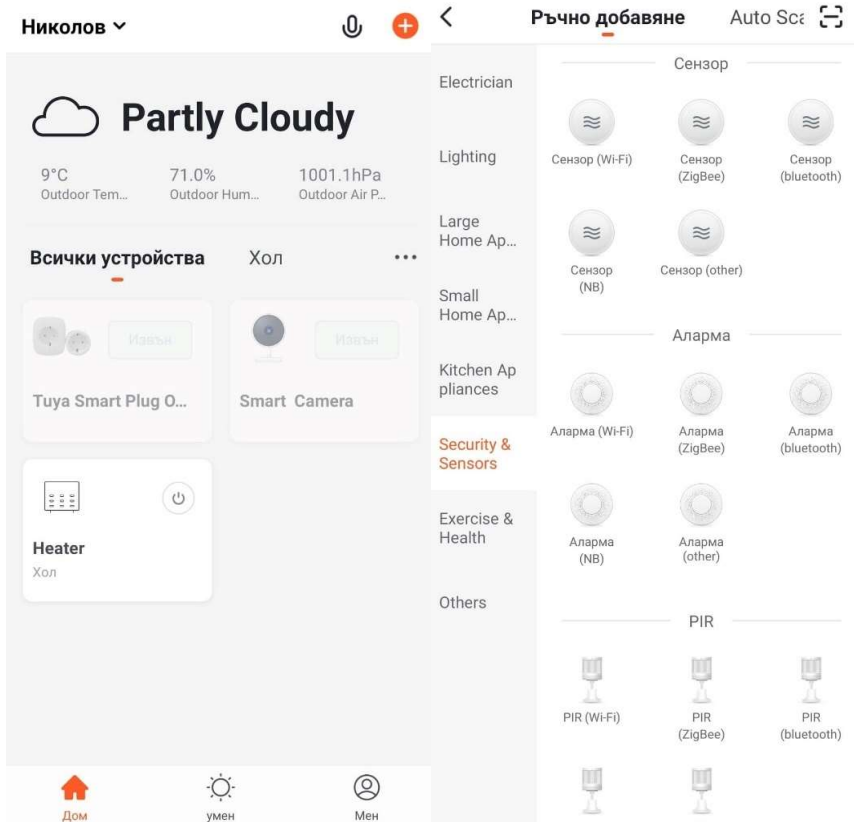 Николов
Partly Cloudy
9°C
71.0%
1001.1hPa
Outdoor Tem...
Outdoor Hum...
Outdoor Air P...
Всички устройства
Хол
Извън
Извън
Tuya Smart Plug O...
Smart Camera
Heater
Хол
Дом
умен
Мен
Ръчно добавяне
Auto Sca
Electrician
Lighting
Large
Home Ap...
Small
Home Ap...
Kitchen Ap
pliances
Security &
Sensors
Exercise &
Health
Others
Сензор
Сензор (Wi-Fi)
Сензор
(ZigBee)
Сензор
(bluetooth)
Сензор
(NB)
Сензор (other)
Аларма
Аларма (Wi-Fi)
Аларма
(ZigBee)
Аларма
(bluetooth)
Аларма
(NB)
Аларма
(other)
PIR
PIR (Wi-Fi)
PIR
(ZigBee)
PIR
(bluetooth)